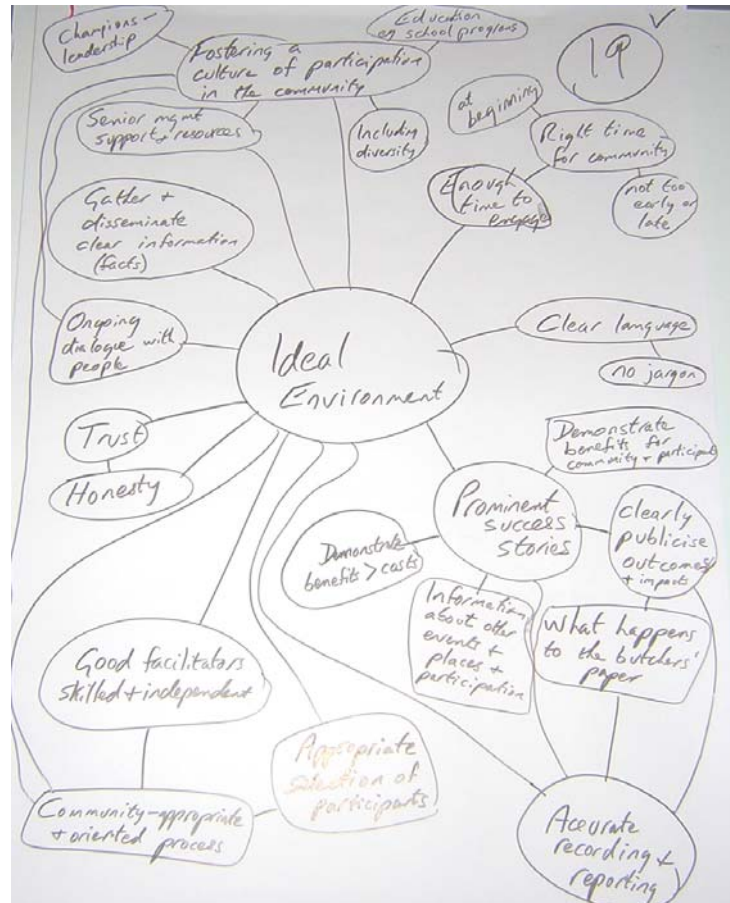 Champions -
leadership
Fostering a
culture of participation
in the community
Education
eg school programs
19
Senior mgmt
support + resources
Including
diversity
at
beginning
Right time
for community
not too
early or
late
Enough
time to
engage
Gather +
disseminate
clear information
(facts)
Ongoing
dialogue with
people
Ideal
Environment
Clear language
no jargon
Trust
Honesty
Demonstrate
benefits for
community + participants
Prominent
success
stories
Clearly
publicise
outcomes
+ impacts
Demonstrate
benefits > costs
Information
about other
events +
places +
participation
What happens
to the butchers'
paper
Good facilitators
skilled + independent
Appropriate
selection of
participants
Community-appropriate
+ oriented process
Accurate
recording +
reporting